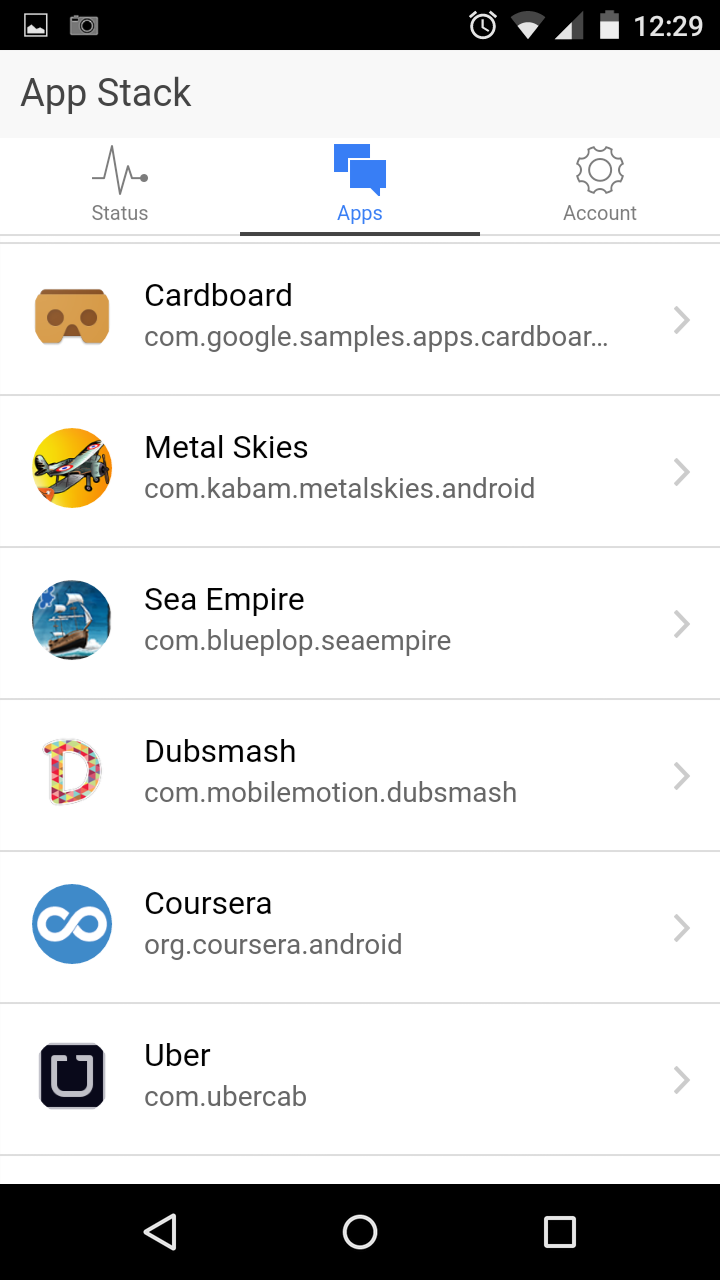 12:29
App Stack
Status
Apps
Account
Cardboard
com.google.samples.apps.cardboar...
Metal Skies
com.kabam.metalskies.android
Sea Empire
com.blueplop.seaempire
Dubsmash
com.mobilemotion.dubsmash
Coursera
org.coursera.android
Uber
com.ubercab